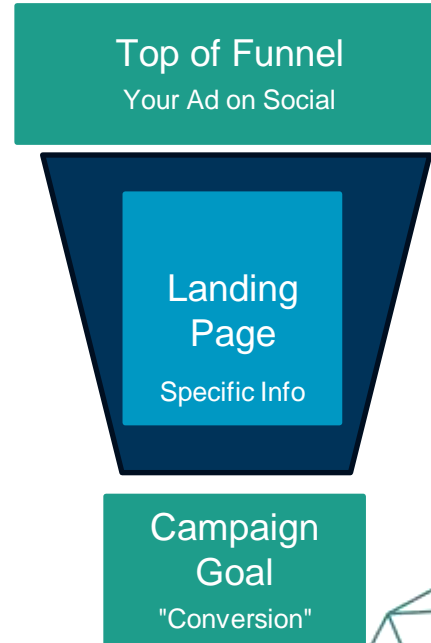 Top of Funnel
Your Ad on Social
Landing
Page
Specific Info
Campaign
Goal
"Conversion"